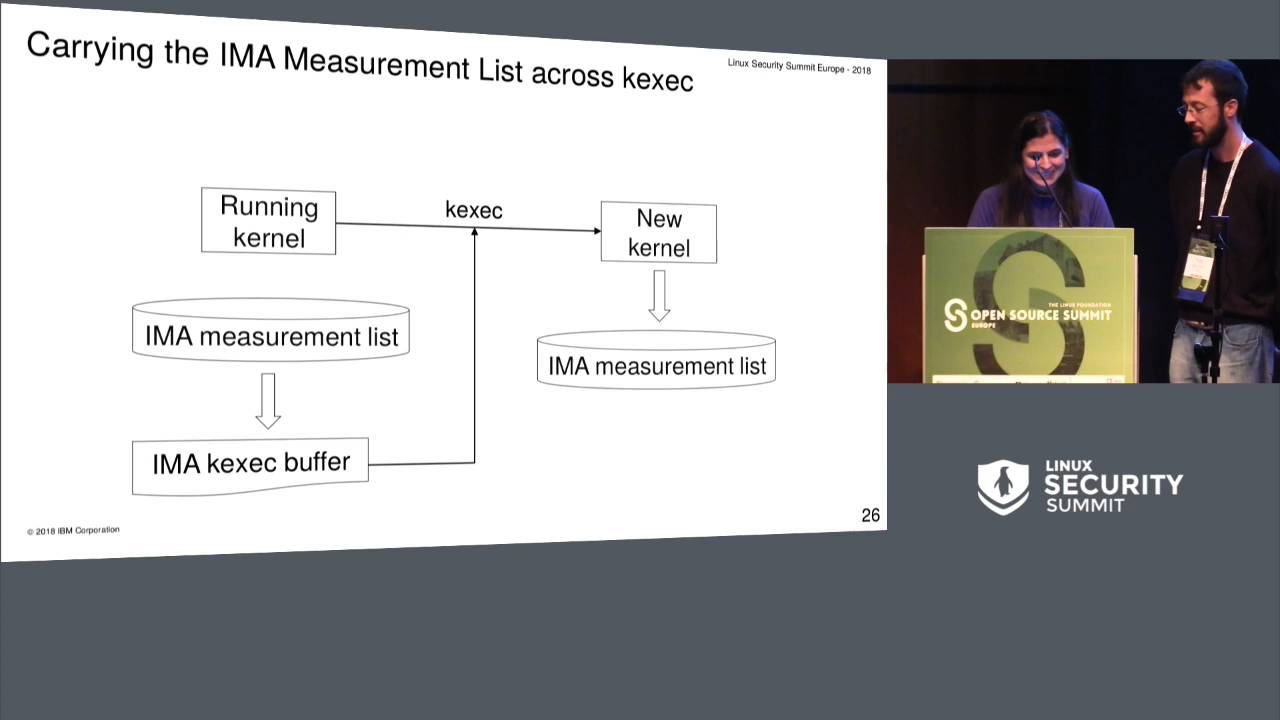 Carrying the IMA Measurement List across kexec
Linux Security Summit Europe - 2018
Running
kernel
kexec
New
kernel
IMA measurement list
IMA measurement list
IMA kexec buffer
26
© 2018 IBM Corporation
THE LINUX FOUNDATION
OPEN SOURCE SUMMIT
EUROPE
LINUX
SECURITY
SUMMIT